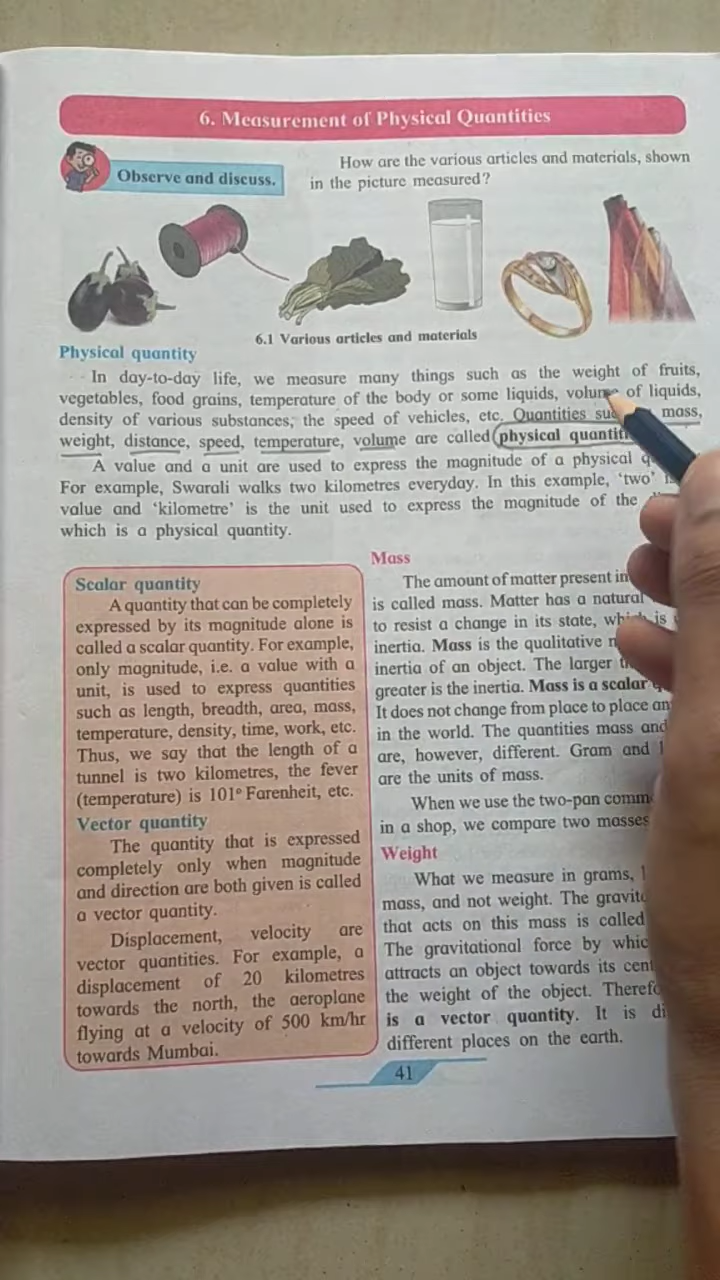 6. Measurement of Physical Quantities
Observe and discuss.
How are the various articles and materials, shown
in the picture measured?
6.1 Various articles and materials
Physical quantity
In day-to-day life, we measure many things such as the weight of fruits,
vegetables, food grains, temperature of the body or some liquids, volume of liquids,
density of various substances, the speed of vehicles, etc. Quantities mass,
weight, distance, speed, temperature, volume are called physical
A value and a unit are used to express the magnitude of a physical
For example, Swarali walks two kilometres everyday. In this example, ‘two’
value and ‘kilometre’ is the unit used to express the magnitude of the
which is a physical quantity.
Scalar quantity
A quantity that can be completely
expressed by its magnitude alone is
called a scalar quantity. For example,
only magnitude, i.e. a value with a
unit, is used to express quantities
such as length, breadth, area, mass,
temperature, density, time, work, etc.
Thus, we say that the length of a
tunnel is two kilometres, the fever
(temperature) is 101° Farenheit, etc.
Vector quantity
The quantity that is expressed
completely only when magnitude
and direction are both given is called
a vector quantity.
Displacement, velocity are
vector quantities. For example, a
displacement of 20 kilometres
towards the north, the aeroplane
flying at a velocity of 500 km/hr
towards Mumbai.
Mass
The amount of matter present in
is called mass. Matter has a natural
to resist a change in its state, is
inertia. Mass is the qualitative
inertia of an object. The larger
greater is the inertia. Mass is a scalar
It does not change from place to place
in the world. The quantities mass and
are, however, different. Gram and
are the units of mass.
When we use the two-pan
in a shop, we compare two masses
Weight
What we measure in grams,
mass, and not weight. The
that acts on this mass is called
The gravitational force by
attracts an object towards its
the weight of the object.
is a vector quantity. It is
different places on the earth.
41